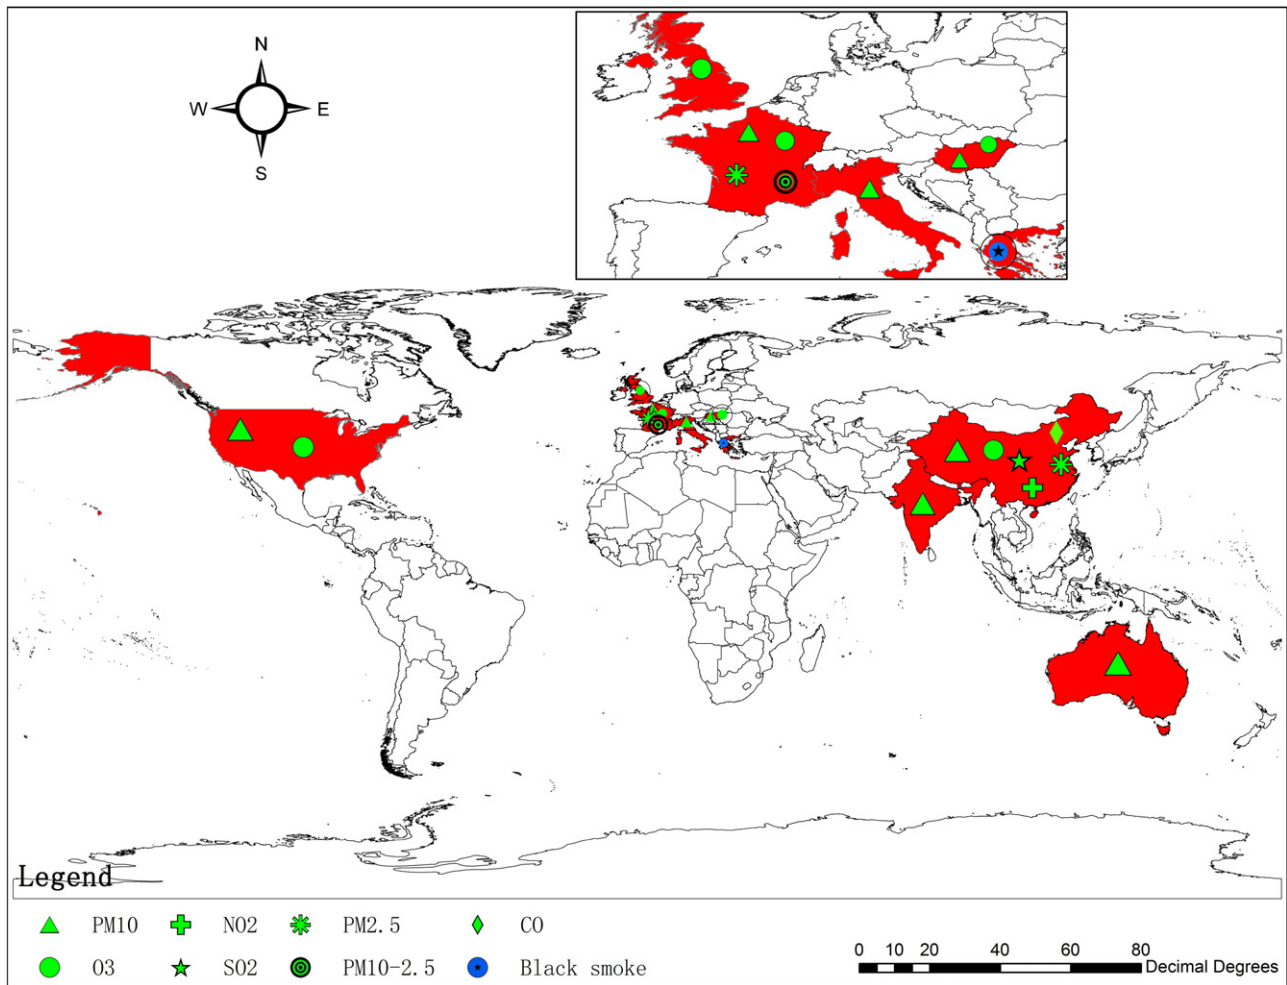 N
W E
S
Legend
PM10 NO2 PM2.5 CO
O3 SO2 PM10-2.5 Black smoke
0 10 20 40 60 80 Decimal Degrees